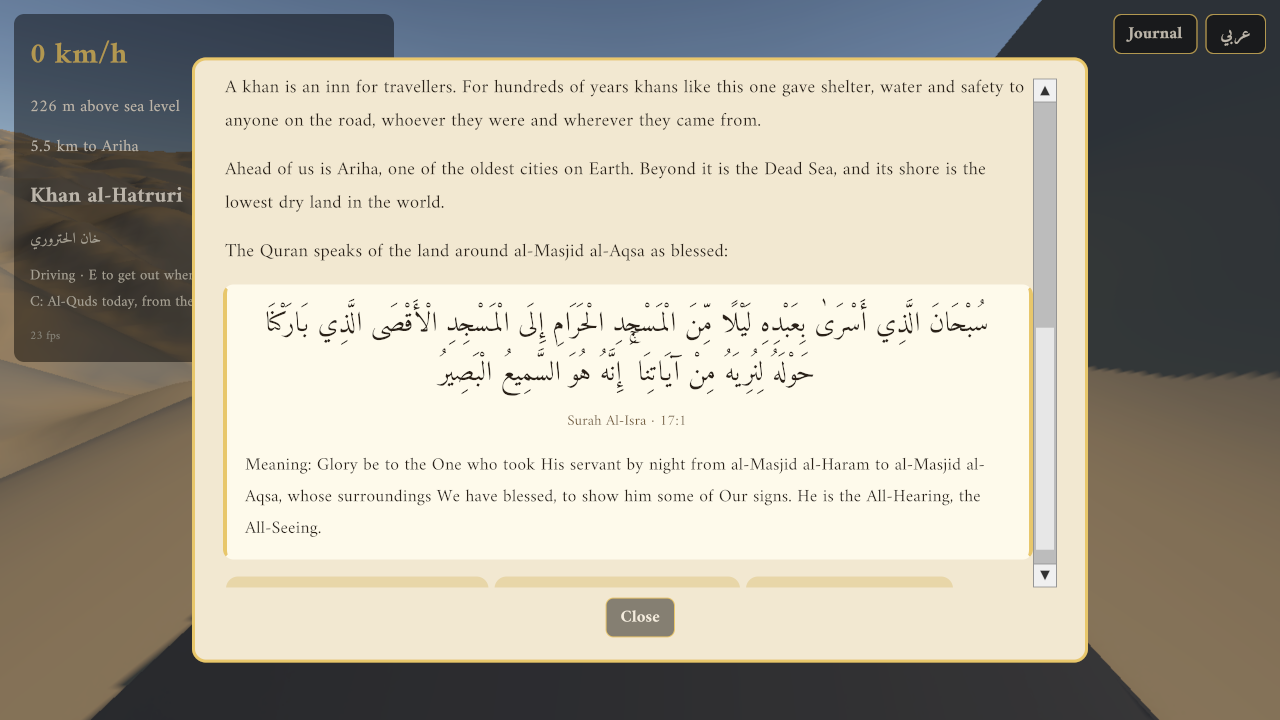 0 km/h
226 m above sea level
5.5 km to Ariha
Khan al-Hatruri
خان الحتروري
Driving · E to get out
C: Al-Quds today, from the
23 fps
Journal
عربي
A khan is an inn for travellers. For hundreds of years khans like this one gave shelter, water and safety to
anyone on the road, whoever they were and wherever they came from.
Ahead of us is Ariha, one of the oldest cities on Earth. Beyond it is the Dead Sea, and its shore is the
lowest dry land in the world.
The Quran speaks of the land around al-Masjid al-Aqsa as blessed:
سُبْحَانَ الَّذِي أَسْرَىٰ بِعَبْدِهِ لَيْلًا مِّنَ الْمَسْجِدِ الْحَرَامِ إِلَى الْمَسْجِدِ الْأَقْصَى الَّذِي بَارَكْنَا
حَوْلَهُ لِنُرِيَهُ مِنْ آيَاتِنَا ۚ إِنَّهُ هُوَ السَّمِيعُ الْبَصِيرُ
Surah Al-Isra · 17:1
Meaning: Glory be to the One who took His servant by night from al-Masjid al-Haram to al-Masjid al-
Aqsa, whose surroundings We have blessed, to show him some of Our signs. He is the All-Hearing, the
All-Seeing.
Close